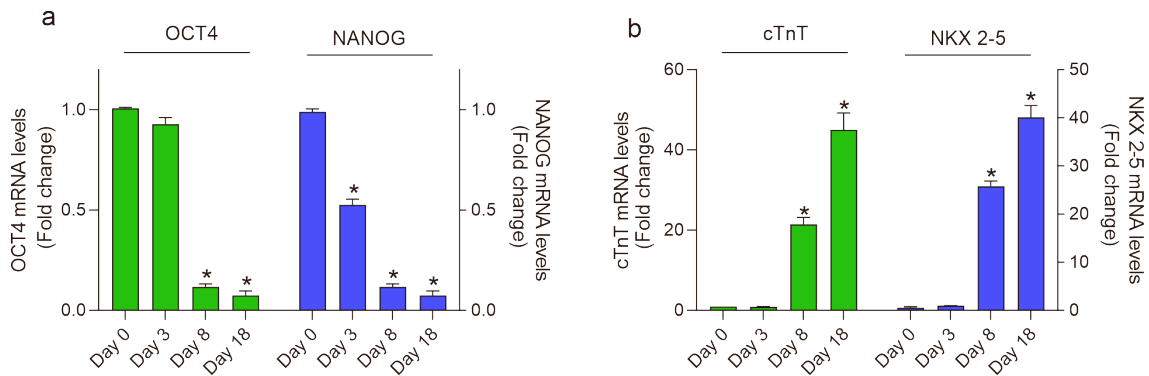 a
OCT4
NANOG
OCT4 mRNA levels
(Fold change)
1.0
0.5
0.0
*
*
*
*
*
1.0
0.5
0.0
NANOG mRNA levels
(Fold change)
Day 0
Day 3
Day 8
Day 18
Day 0
Day 3
Day 8
Day 18
b
cTnT
NKX 2-5
cTnT mRNA levels
(Fold change)
60
40
20
0
*
*
*
*
50
40
30
20
10
0
NKX 2-5 mRNA levels
(Fold change)
Day 0
Day 3
Day 8
Day 18
Day 0
Day 3
Day 8
Day 18